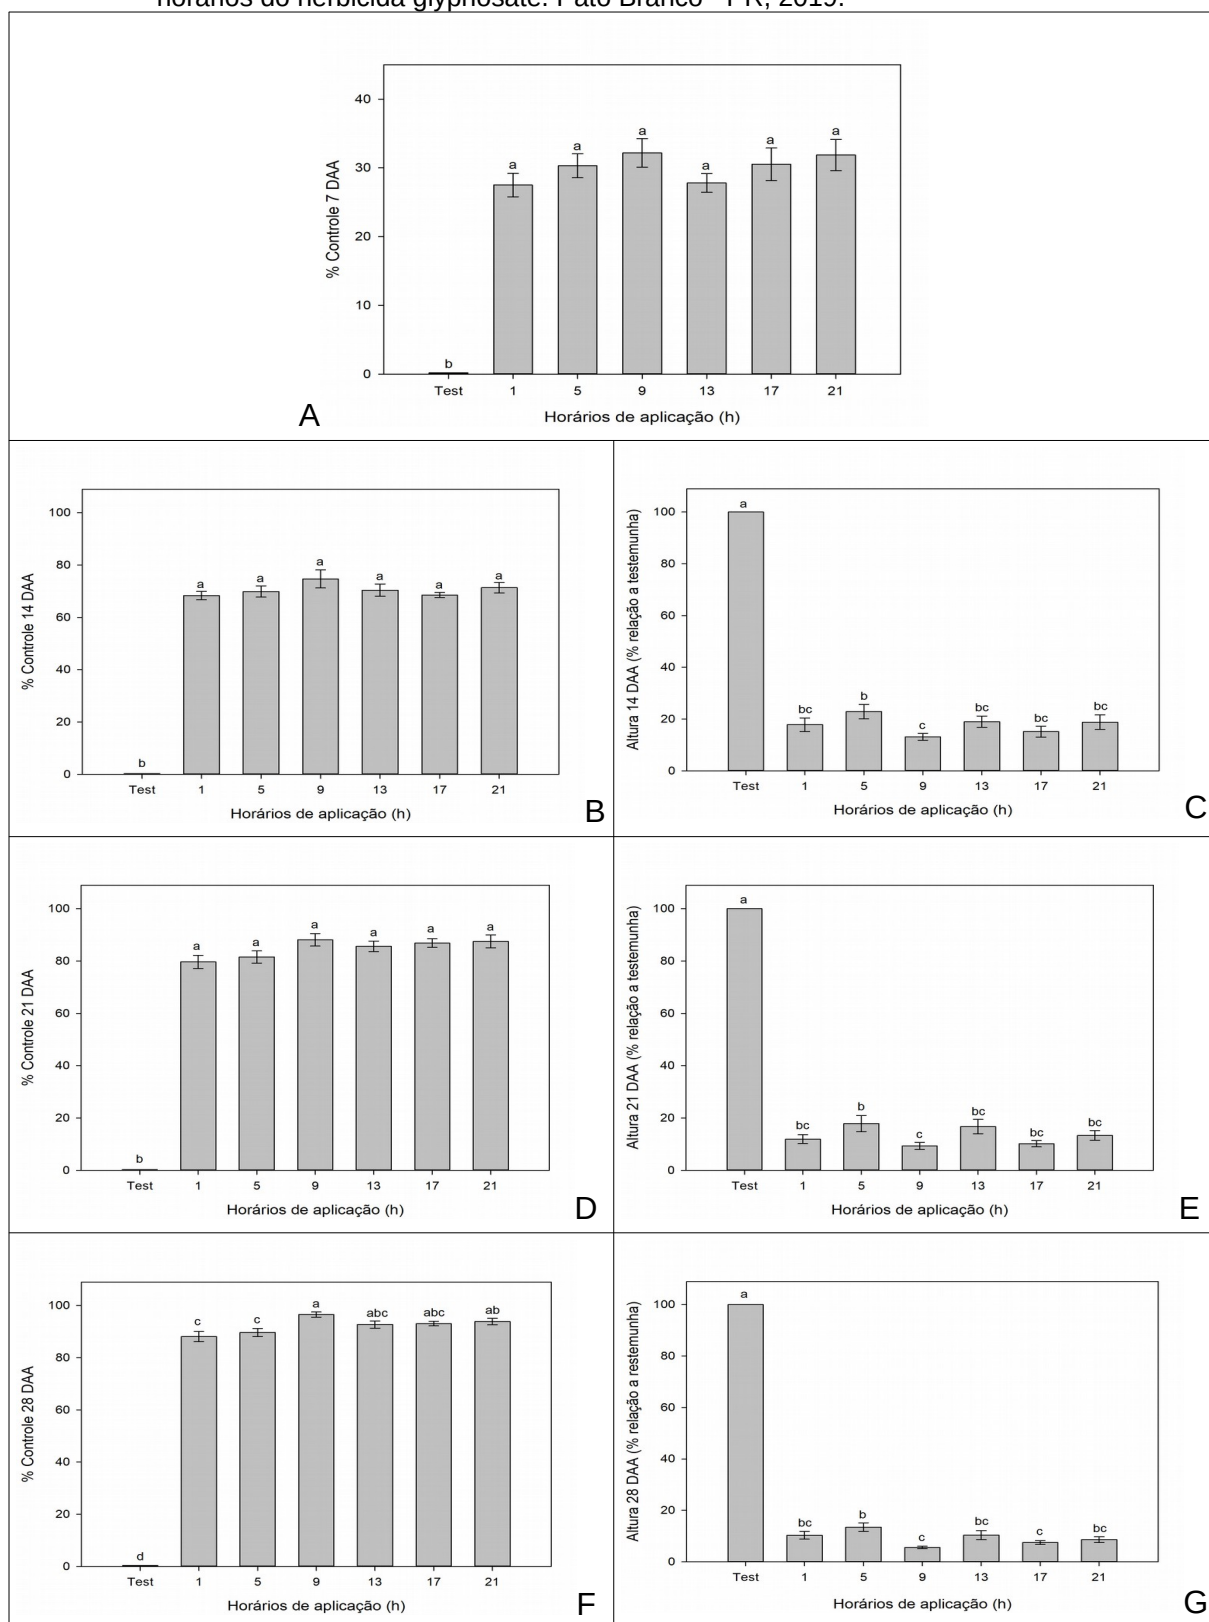 horários do herbicida glyphosate. Pato Branco - PR, 2019.
% Controle 7 DAA
40
30
20
10
0
b a a a a a a
Test 1 5 9 13 17 21
Horários de aplicação (h)
A
% Controle 14 DAA
100
80
60
40
20
0
b a a a a a a
Test 1 5 9 13 17 21
Horários de aplicação (h)
B
Altura 14 DAA (% relação a testemunha)
100
80
60
40
20
0
a bc b c bc bc bc
Test 1 5 9 13 17 21
Horários de aplicação (h)
C
% Controle 21 DAA
100
80
60
40
20
0
b a a a a a a
Test 1 5 9 13 17 21
Horários de aplicação (h)
D
Altura 21 DAA (% relação a testemunha)
100
80
60
40
20
0
a bc b c bc bc bc
Test 1 5 9 13 17 21
Horários de aplicação (h)
E
% Controle 28 DAA
100
80
60
40
20
0
d c c a abc abc ab
Test 1 5 9 13 17 21
Horários de aplicação (h)
F
Altura 28 DAA (% relação a restemunha)
100
80
60
40
20
0
a bc b c bc c bc
Test 1 5 9 13 17 21
Horários de aplicação (h)
G